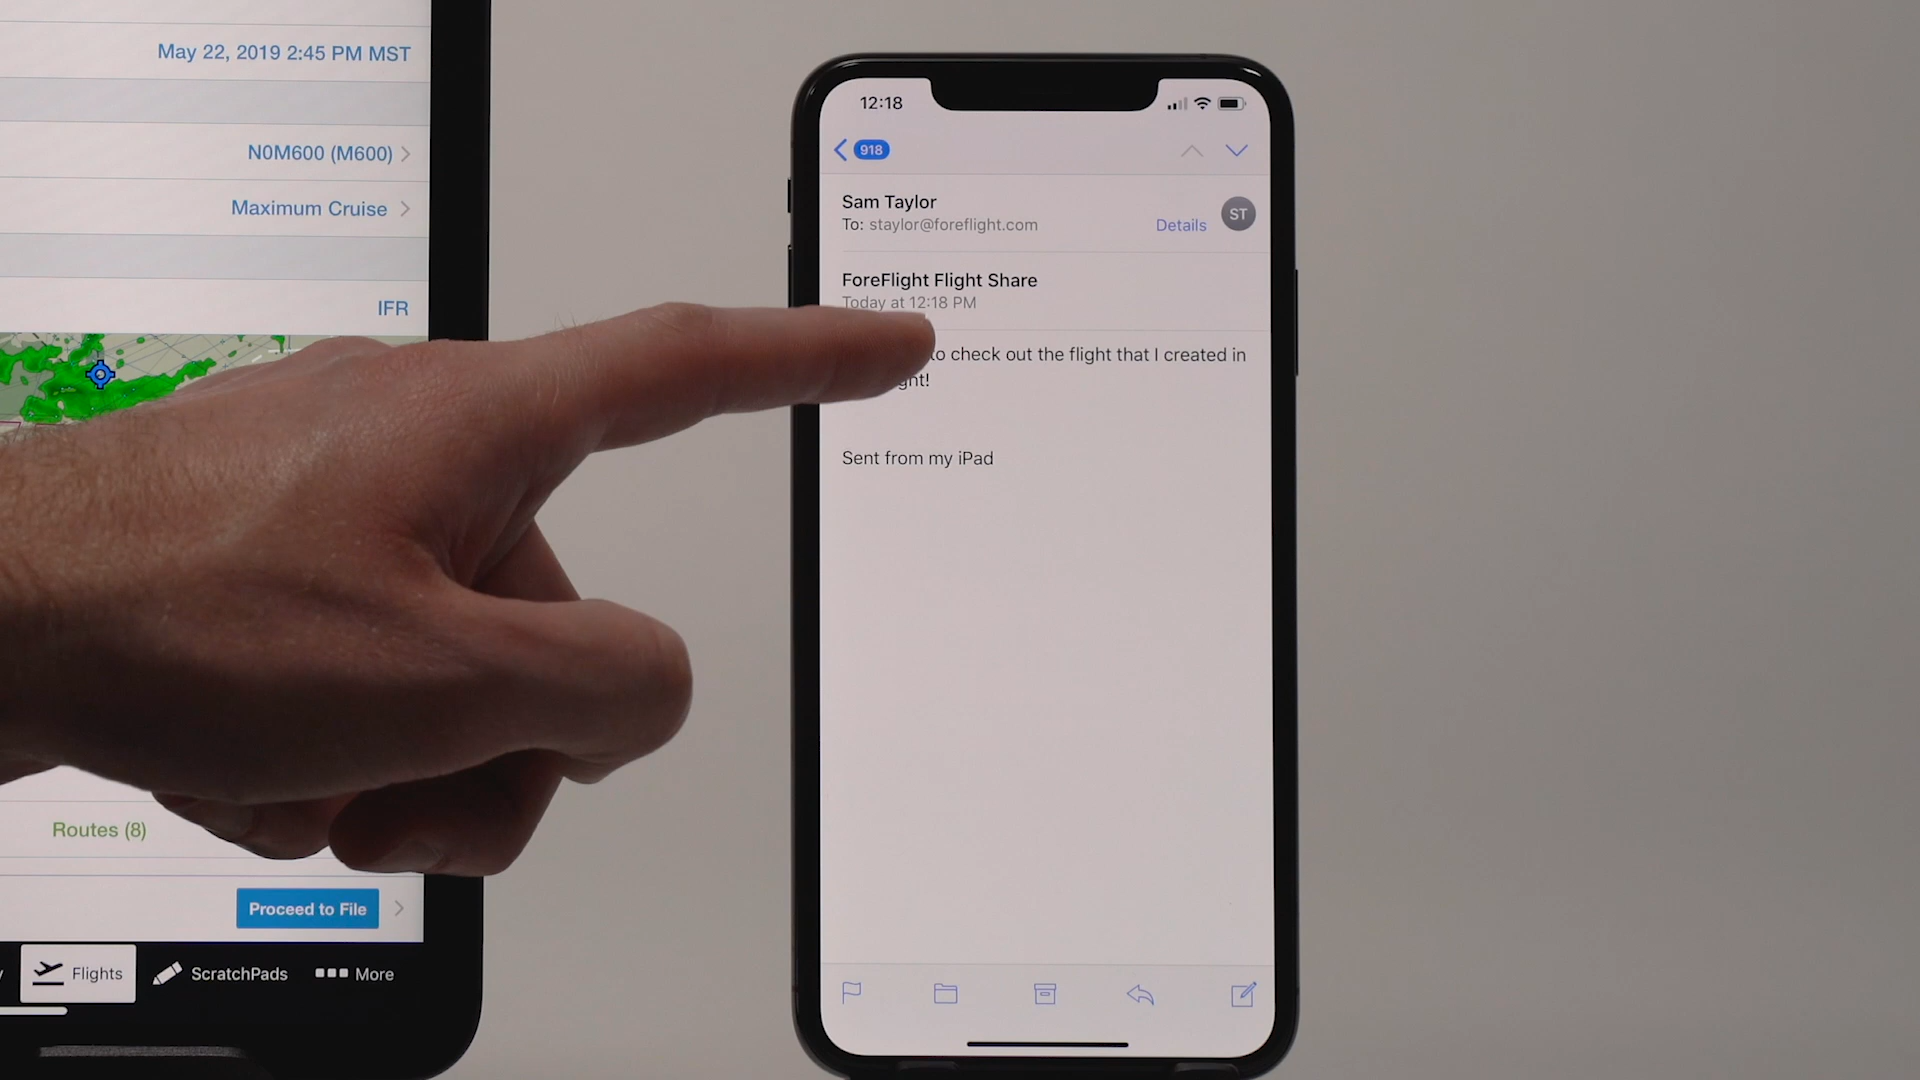 May 22, 2019 2:45 PM MST
N0M600 (M600)
Maximum Cruise
IFR
Routes (8)
Proceed to File
Flights
ScratchPads
More
12:18
918
Sam Taylor
To: staylor@foreflight.com
Details
ST
ForeFlight Flight Share
Today at 12:18 PM
to check out the flight that I created in
ght!
Sent from my iPad